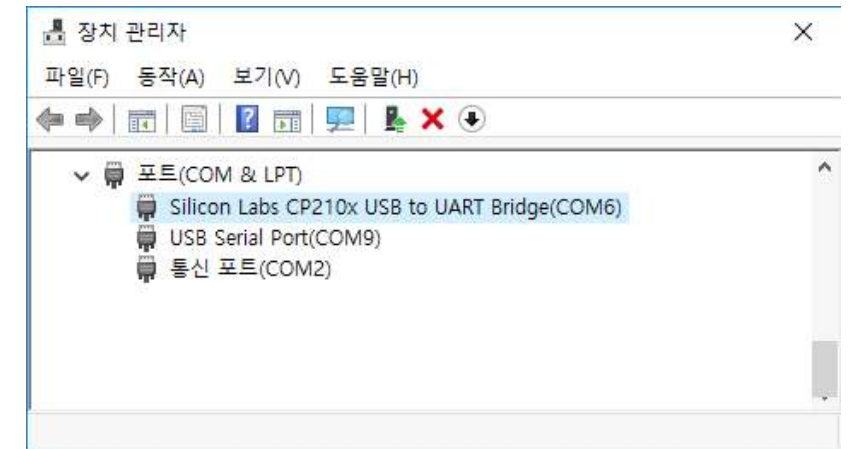 장치 관리자
파일(F) 동작(A) 보기(V) 도움말(H)
포트(COM & LPT)
Silicon Labs CP210x USB to UART Bridge(COM6)
USB Serial Port(COM9)
통신 포트(COM2)